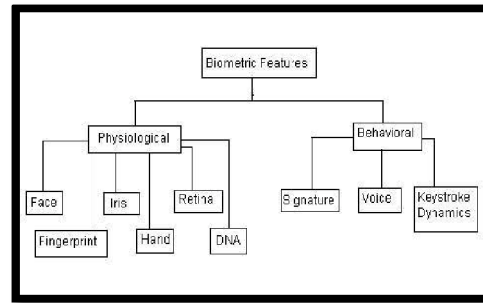 Biometric Features
Physiological
Behavioral
Face
Iris
Retina
Signature
Voice
Keystroke
Dynamics
Fingerprint
Hand
DNA